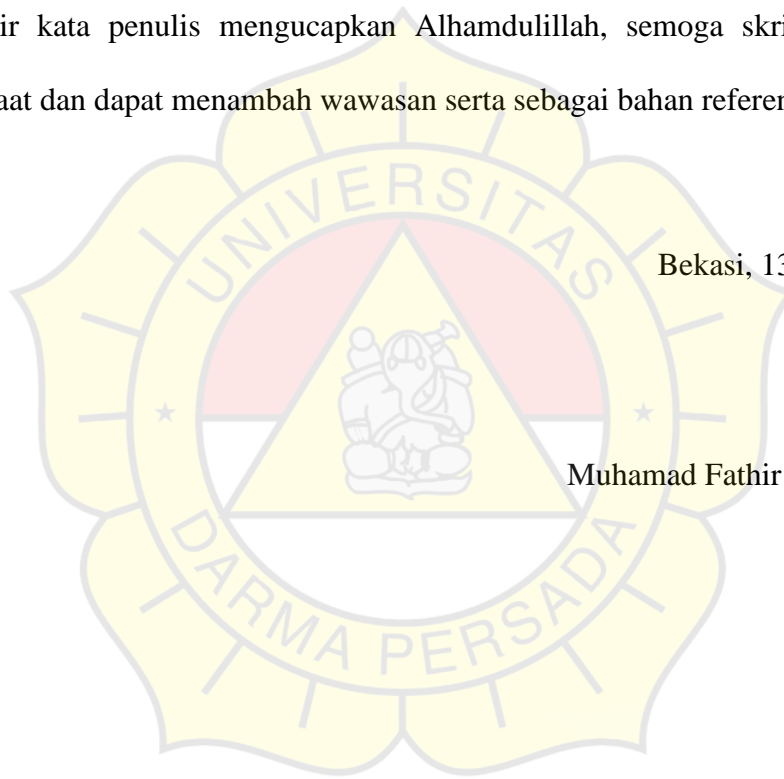 ir kata penulis mengucapkan Alhamdulillah, semoga skri
aat dan dapat menambah wawasan serta sebagai bahan referen
UNIVERSITAS
Bekasi, 13
Muhamad Fathir
DARMA PERSADA